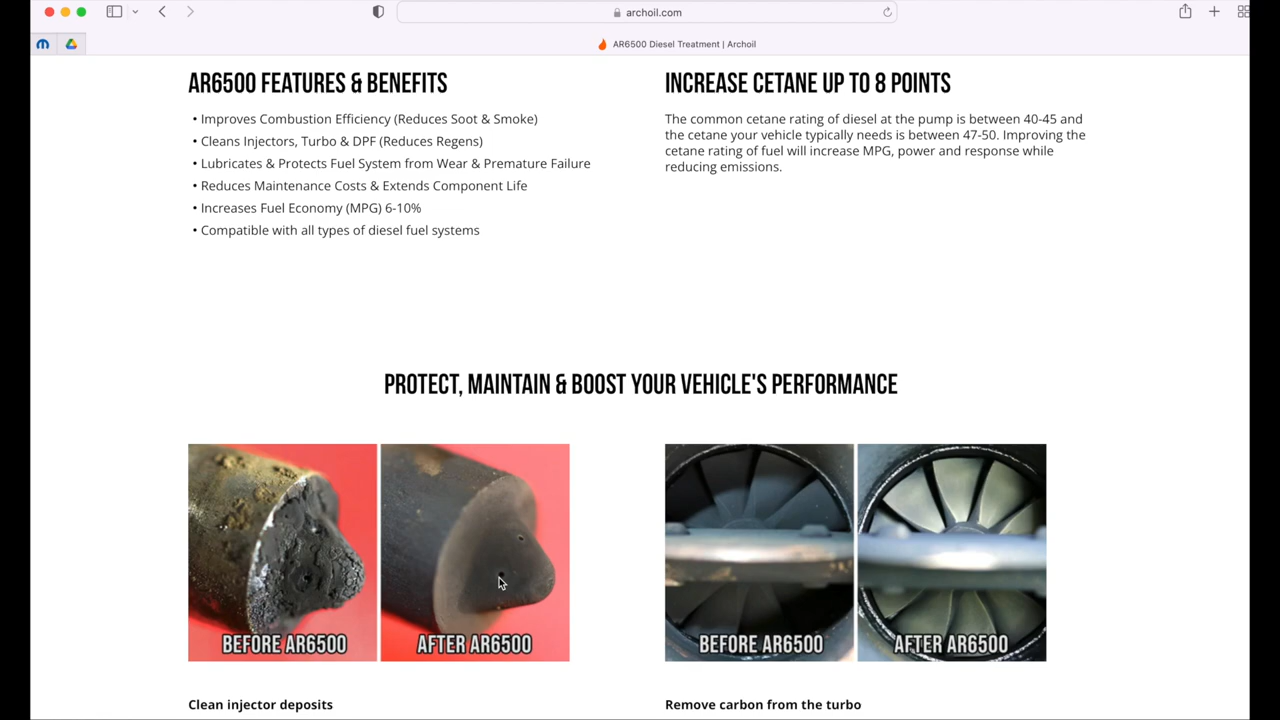 archoil.com
AR6500 Diesel Treatment | Archoil
AR6500 FEATURES & BENEFITS
• Improves Combustion Efficiency (Reduces Soot & Smoke)
• Cleans Injectors, Turbo & DPF (Reduces Regens)
• Lubricates & Protects Fuel System from Wear & Premature Failure
• Reduces Maintenance Costs & Extends Component Life
• Increases Fuel Economy (MPG) 6-10%
• Compatible with all types of diesel fuel systems
INCREASE CETANE UP TO 8 POINTS
The common cetane rating of diesel at the pump is between 40-45 and
the cetane your vehicle typically needs is between 47-50. Improving the
cetane rating of fuel will increase MPG, power and response while
reducing emissions.
PROTECT, MAINTAIN & BOOST YOUR VEHICLE'S PERFORMANCE
BEFORE AR6500
AFTER AR6500
BEFORE AR6500
AFTER AR6500
Clean injector deposits
Remove carbon from the turbo